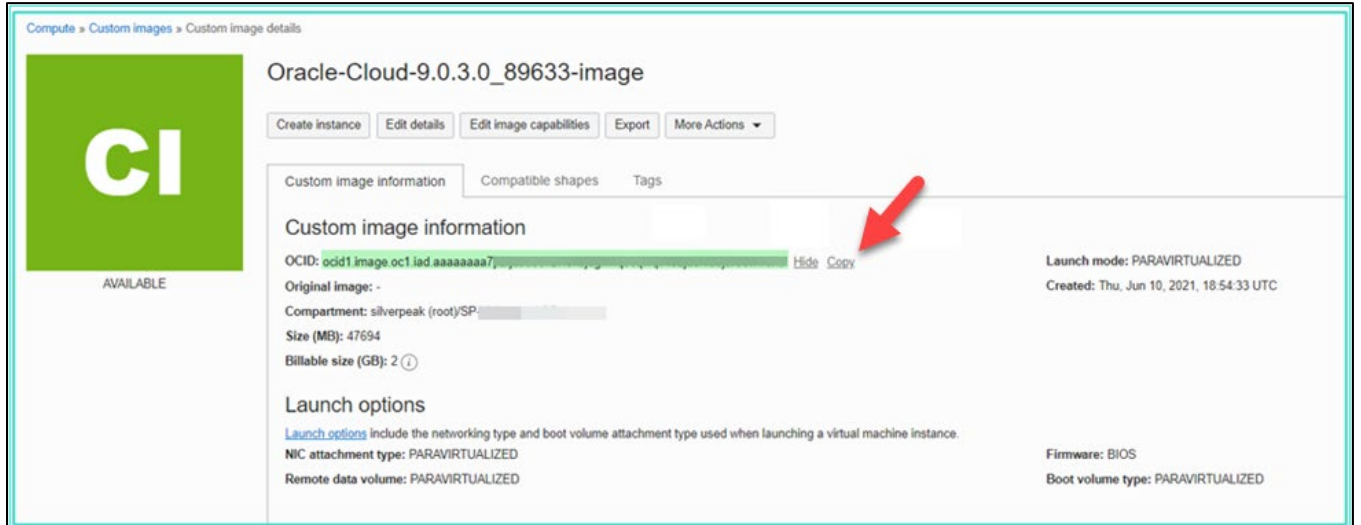 Compute » Custom images » Custom image details
CI
AVAILABLE
Oracle-Cloud-9.0.3.0_89633-image
Create instance Edit details Edit image capabilities Export More Actions
Custom image information Compatible shapes Tags
Custom image information
OCID: ocid1.image.oc1.iad.aaaaaaaa7 Hide Copy
Launch mode: PARAVIRTUALIZED
Original image: -
Created: Thu, Jun 10, 2021, 18:54:33 UTC
Compartment: silverpeak (root)/SP-
Size (MB): 47694
Billable size (GB): 2 i
Launch options
Launch options include the networking type and boot volume attachment type used when launching a virtual machine instance.
NIC attachment type: PARAVIRTUALIZED
Firmware: BIOS
Remote data volume: PARAVIRTUALIZED
Boot volume type: PARAVIRTUALIZED